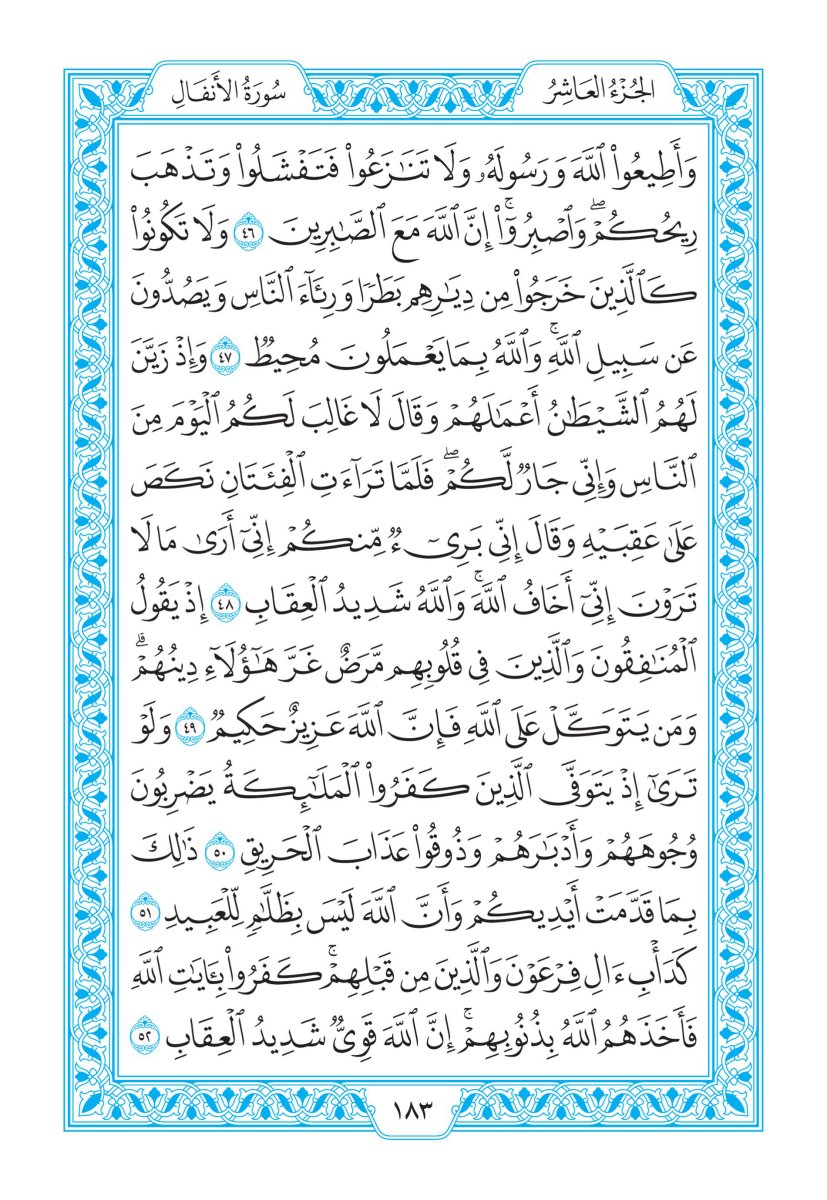 الجُزْءُ العَاشِرُ
سُورَةُ الأَنفَالِ
وَأَطِيعُواْ ٱللَّهَ وَرَسُولَهُۥ وَلَا تَنَٰزَعُواْ فَتَفۡشَلُواْ وَتَذۡهَبَ
رِيحُكُمۡۖ وَٱصۡبِرُوٓاْۚ إِنَّ ٱللَّهَ مَعَ ٱلصَّٰبِرِينَ ٤٦ وَلَا تَكُونُواْ
كَٱلَّذِينَ خَرَجُواْ مِن دِيَٰرِهِم بَطَرٗا وَرِئَآءَ ٱلنَّاسِ وَيَصُدُّونَ
عَن سَبِيلِ ٱللَّهِۚ وَٱللَّهُ بِمَا يَعۡمَلُونَ مُحِيطٞ ٤٧ وَإِذۡ زَيَّنَ
لَهُمُ ٱلشَّيۡطَٰنُ أَعۡمَٰلَهُمۡ وَقَالَ لَا غَالِبَ لَكُمُ ٱلۡيَوۡمَ مِنَ
ٱلنَّاسِ وَإِنِّي جَارٞ لَّكُمۡۖ فَلَمَّا تَرَآءَتِ ٱلۡفِئَتَانِ نَكَصَ
عَلَىٰ عَقِبَيۡهِ وَقَالَ إِنِّي بَرِيٓءٞ مِّنكُمۡ إِنِّيٓ أَرَىٰ مَا لَا
تَرَوۡنَ إِنِّيٓ أَخَافُ ٱللَّهَۚ وَٱللَّهُ شَدِيدُ ٱلۡعِقَابِ ٤٨ إِذۡ يَقُولُ
ٱلۡمُنَٰفِقُونَ وَٱلَّذِينَ فِي قُلُوبِهِم مَّرَضٌ غَرَّ هَٰٓؤُلَآءِ دِينُهُمۡۗ
وَمَن يَتَوَكَّلۡ عَلَى ٱللَّهِ فَإِنَّ ٱللَّهَ عَزِيزٌ حَكِيمٞ ٤٩ وَلَوۡ
تَرَىٰٓ إِذۡ يَتَوَفَّى ٱلَّذِينَ كَفَرُواْ ٱلۡمَلَٰٓئِكَةُ يَضۡرِبُونَ
وُجُوهَهُمۡ وَأَدۡبَٰرَهُمۡ وَذُوقُواْ عَذَابَ ٱلۡحَرِيقِ ٥٠ ذَٰلِكَ
بِمَا قَدَّمَتۡ أَيۡدِيكُمۡ وَأَنَّ ٱللَّهَ لَيۡسَ بِظَلَّٰمٖ لِّلۡعَبِيدِ ٥١
كَدَأۡبِ ءَالِ فِرۡعَوۡنَ وَٱلَّذِينَ مِن قَبۡلِهِمۡۚ كَفَرُواْ بِـَٔايَٰتِ ٱللَّهِ
فَأَخَذَهُمُ ٱللَّهُ بِذُنُوبِهِمۡۚ إِنَّ ٱللَّهَ قَوِيّٞ شَدِيدُ ٱلۡعِقَابِ ٥٢
١٨٣